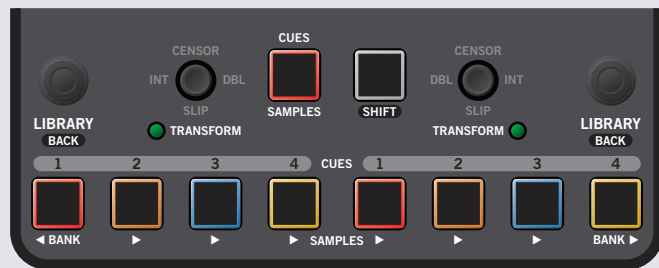 CUES
CENSOR
CENSOR
INT
DBL
DBL
INT
SLIP
SAMPLES
SHIFT
SLIP
LIBRARY
BACK
TRANSFORM
TRANSFORM
LIBRARY
BACK
1 2 3 4 CUES 1 2 3 4
◀ BANK ▶ ▶ ▶ SAMPLES ▶ ▶ ▶ BANK ▶